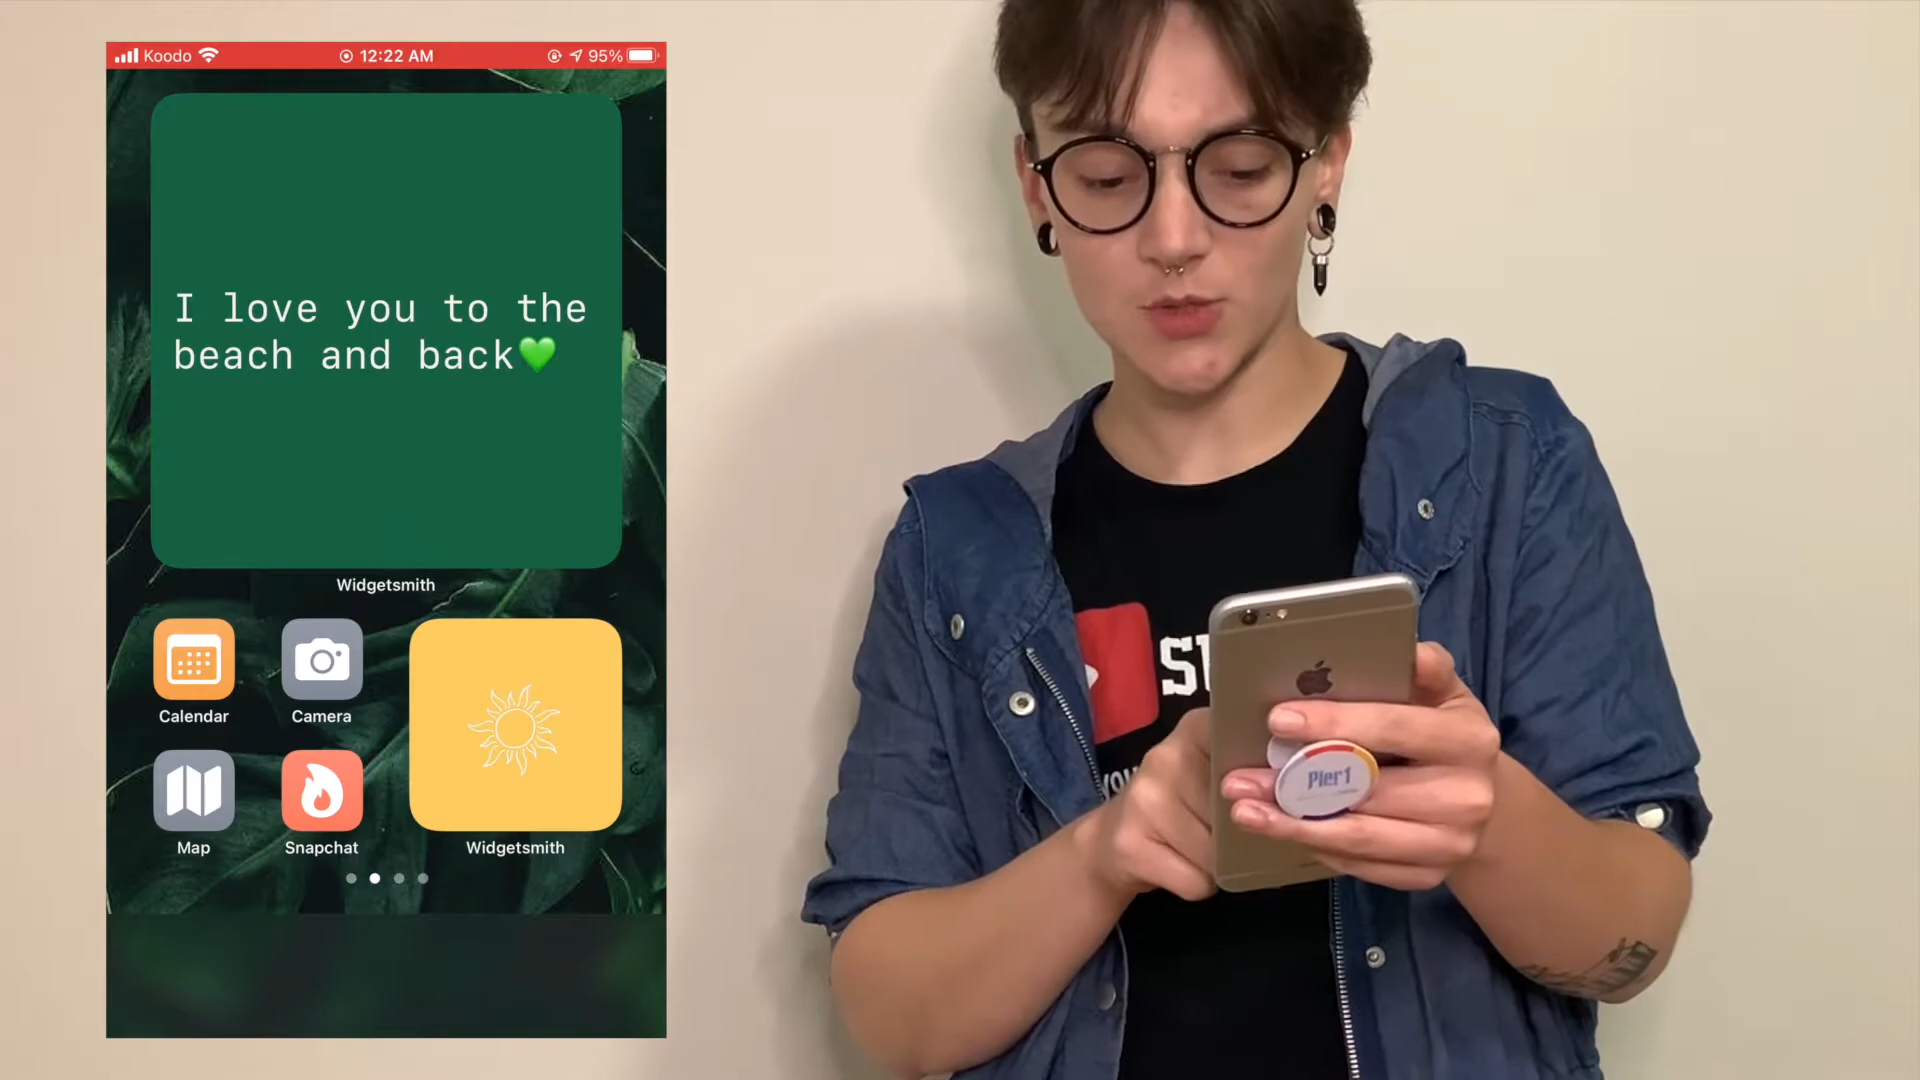 Koodo 12:22 AM 95%
I love you to the
beach and back💚
Widgetsmith
Calendar Camera
Map Snapchat
Widgetsmith
Pier1